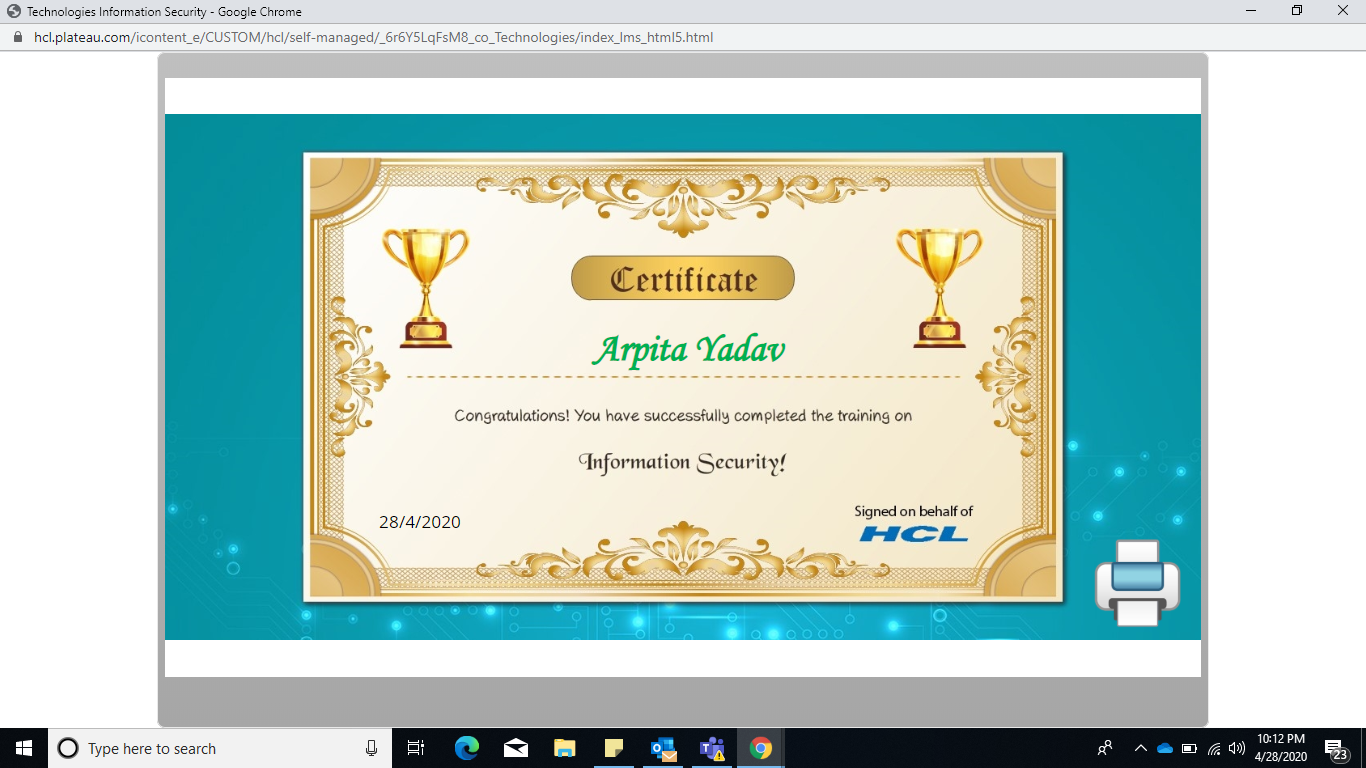 Technologies Information Security - Google Chrome
hcl.plateau.com/icontent_e/CUSTOM/hcl/self-managed/_6r6Y5LqFsM8_co_Technologies/index_lms_html5.html
Certificate
Arpita Yadav
Congratulations! You have successfully completed the training on
Information Security!
28/4/2020
Signed on behalf of
HCL
Type here to search
10:12 PM
4/28/2020
23